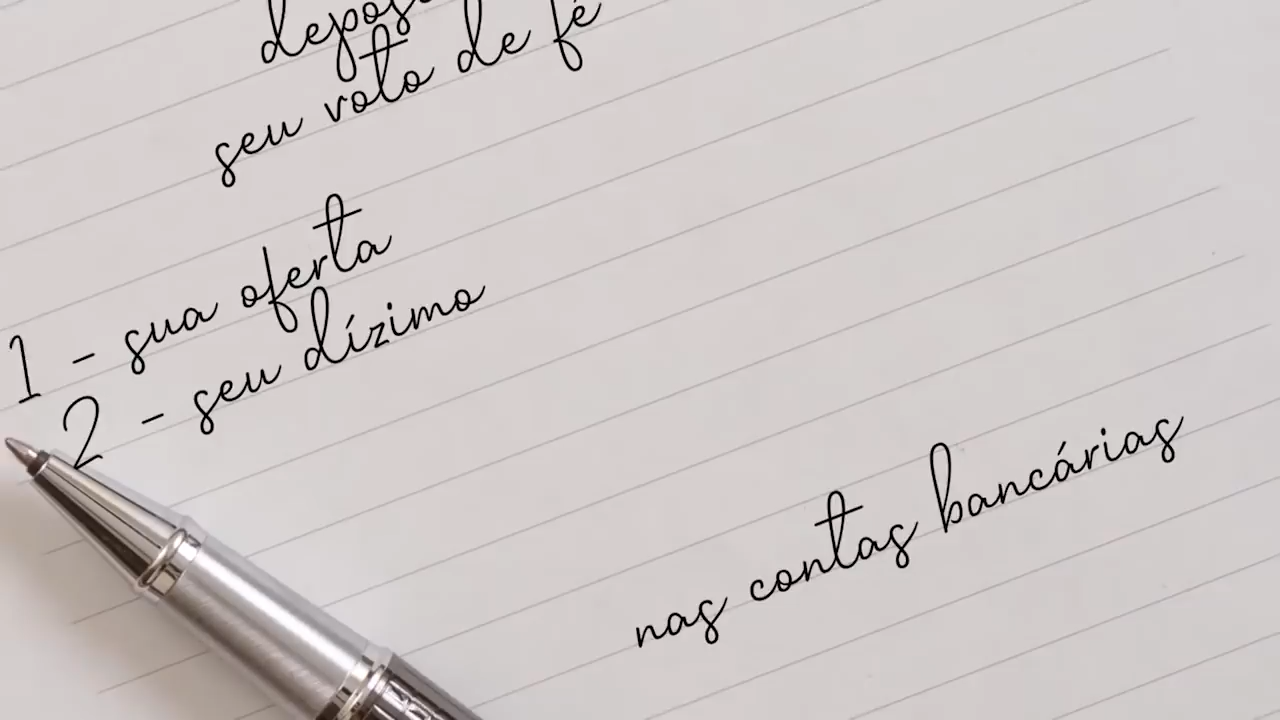 seu voto de fé
1 - sua oferta
2 - seu dízimo
nas contas bancárias